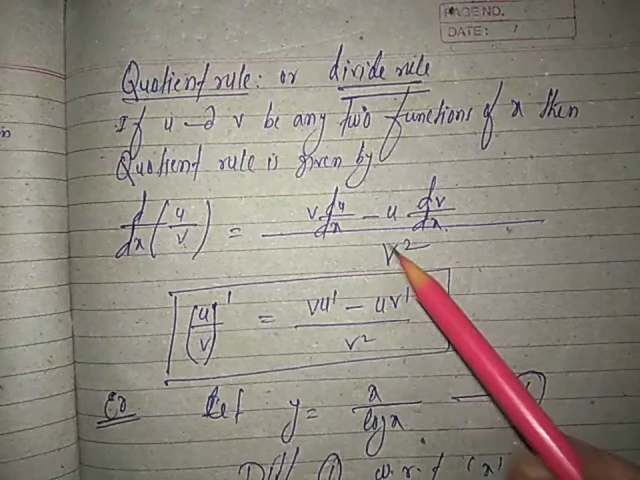 PAGE NO.
DATE: / /
Quotient rule: or divide rule
If u & v be any two functions of x then
Quotient rule is given by
d/dx (u/v) = (v du/dx - u dv/dx) / v²
(u/v)' = (vu' - uv') / v²
Ex Let y = x / log x — (1)
Diff (1) w.r.t 'x'